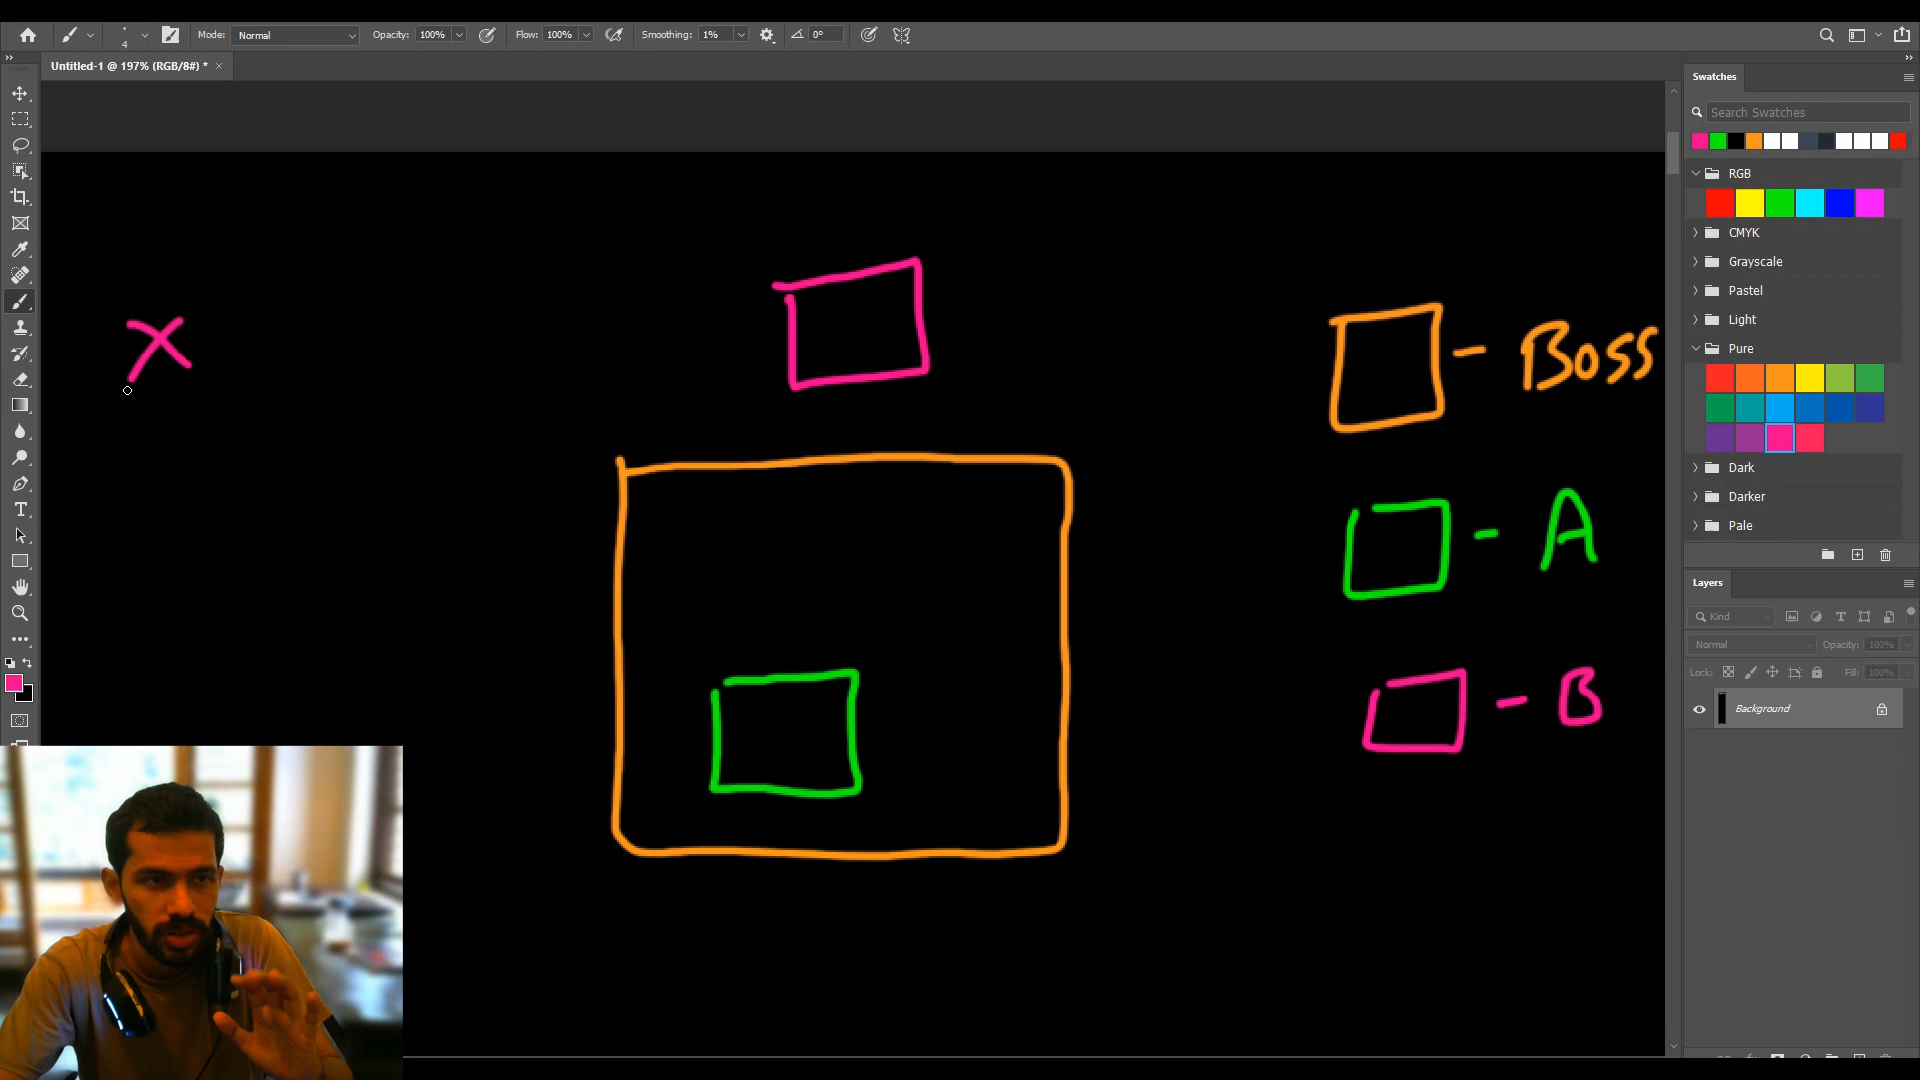 4
Mode: Normal
Opacity: 100%
Flow: 100%
Smoothing: 1%
0°
Untitled-1 @ 197% (RGB/8#) *
Swatches
Search Swatches
RGB
CMYK
Grayscale
Pastel
Light
Pure
Dark
Darker
Pale
Layers
Kind
Normal
Opacity: 100%
Lock:
Fill: 100%
Background
X
- Boss
- A
- B